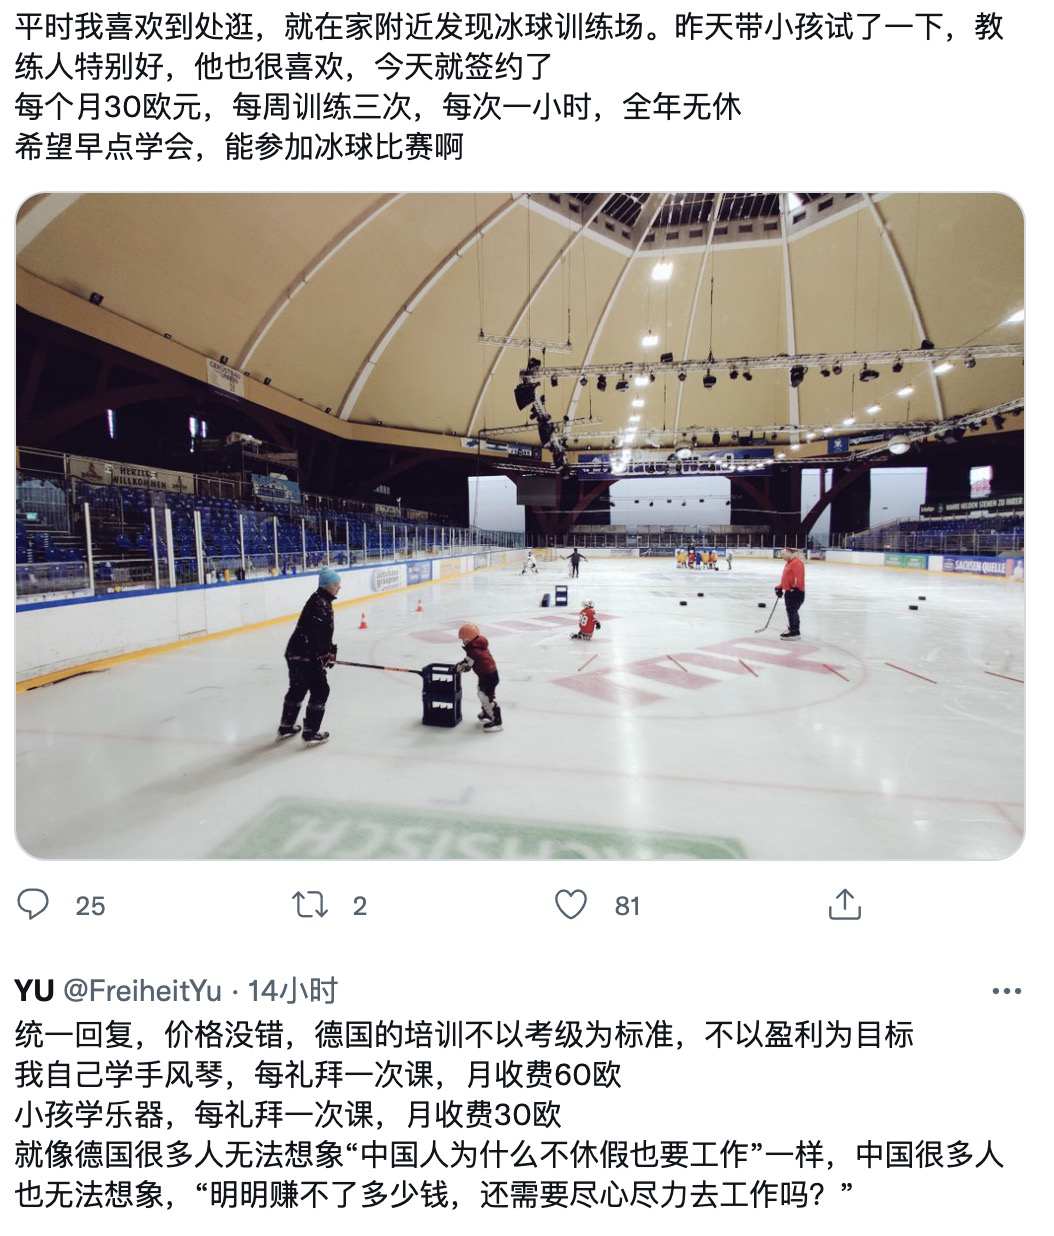 平时我喜欢到处逛，就在家附近发现冰球训练场。昨天带小孩试了一下，教
练人特别好，他也很喜欢，今天就签约了
每个月30欧元，每周训练三次，每次一小时，全年无休
希望早点学会，能参加冰球比赛啊
HERZLICH
WILLKOMMEN
WAHRE HELDEN STEHEN ZU IHRER
SACHSEN QUELLE
25
2
81
YU @FreiheitYu · 14小时
统一回复，价格没错，德国的培训不以考级为标准，不以盈利为目标
我自己学手风琴，每礼拜一次课，月收费60欧
小孩学乐器，每礼拜一次课，月收费30欧
就像德国很多人无法想象“中国人为什么不休假也要工作”一样，中国很多人
也无法想象，“明明赚不了多少钱，还需要尽心尽力去工作吗？”